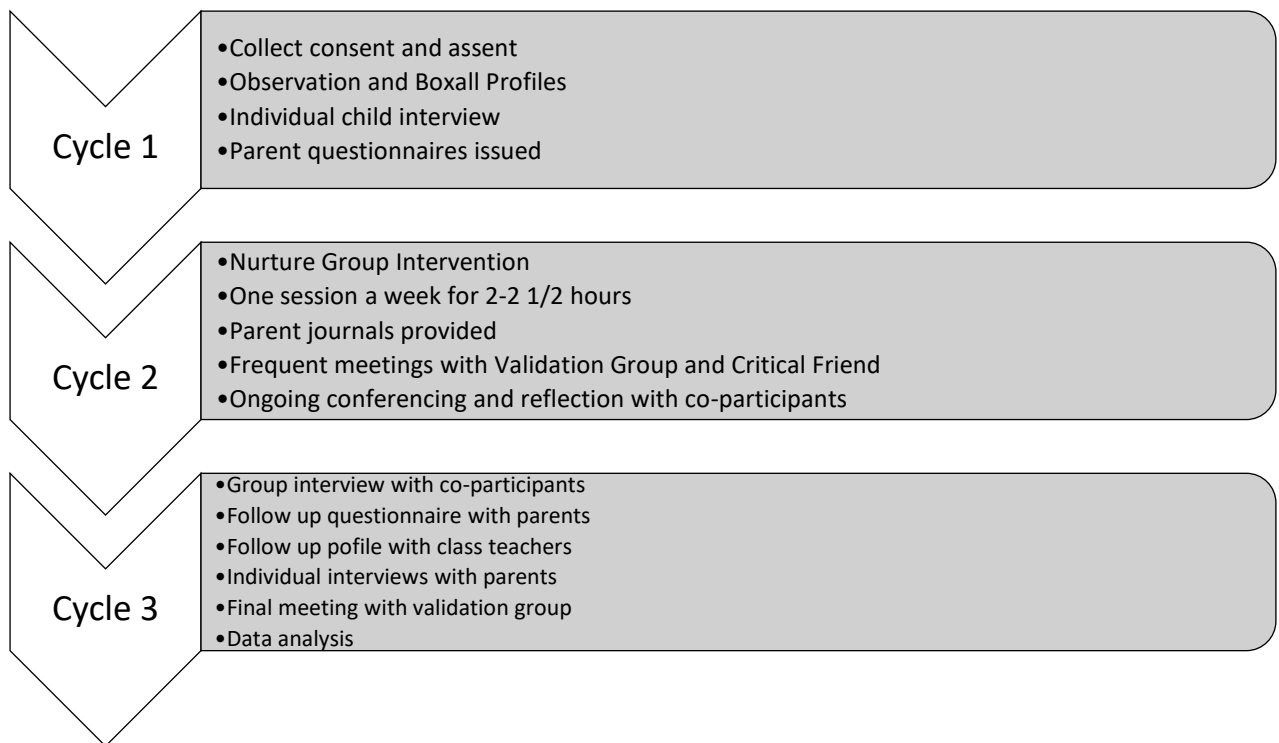 Cycle 1
•Collect consent and assent
•Observation and Boxall Profiles
•Individual child interview
•Parent questionnaires issued
Cycle 2
•Nurture Group Intervention
•One session a week for 2-2 1/2 hours
•Parent journals provided
•Frequent meetings with Validation Group and Critical Friend
•Ongoing conferencing and reflection with co-participants
Cycle 3
•Group interview with co-participants
•Follow up questionnaire with parents
•Follow up pofile with class teachers
•Individual interviews with parents
•Final meeting with validation group
•Data analysis